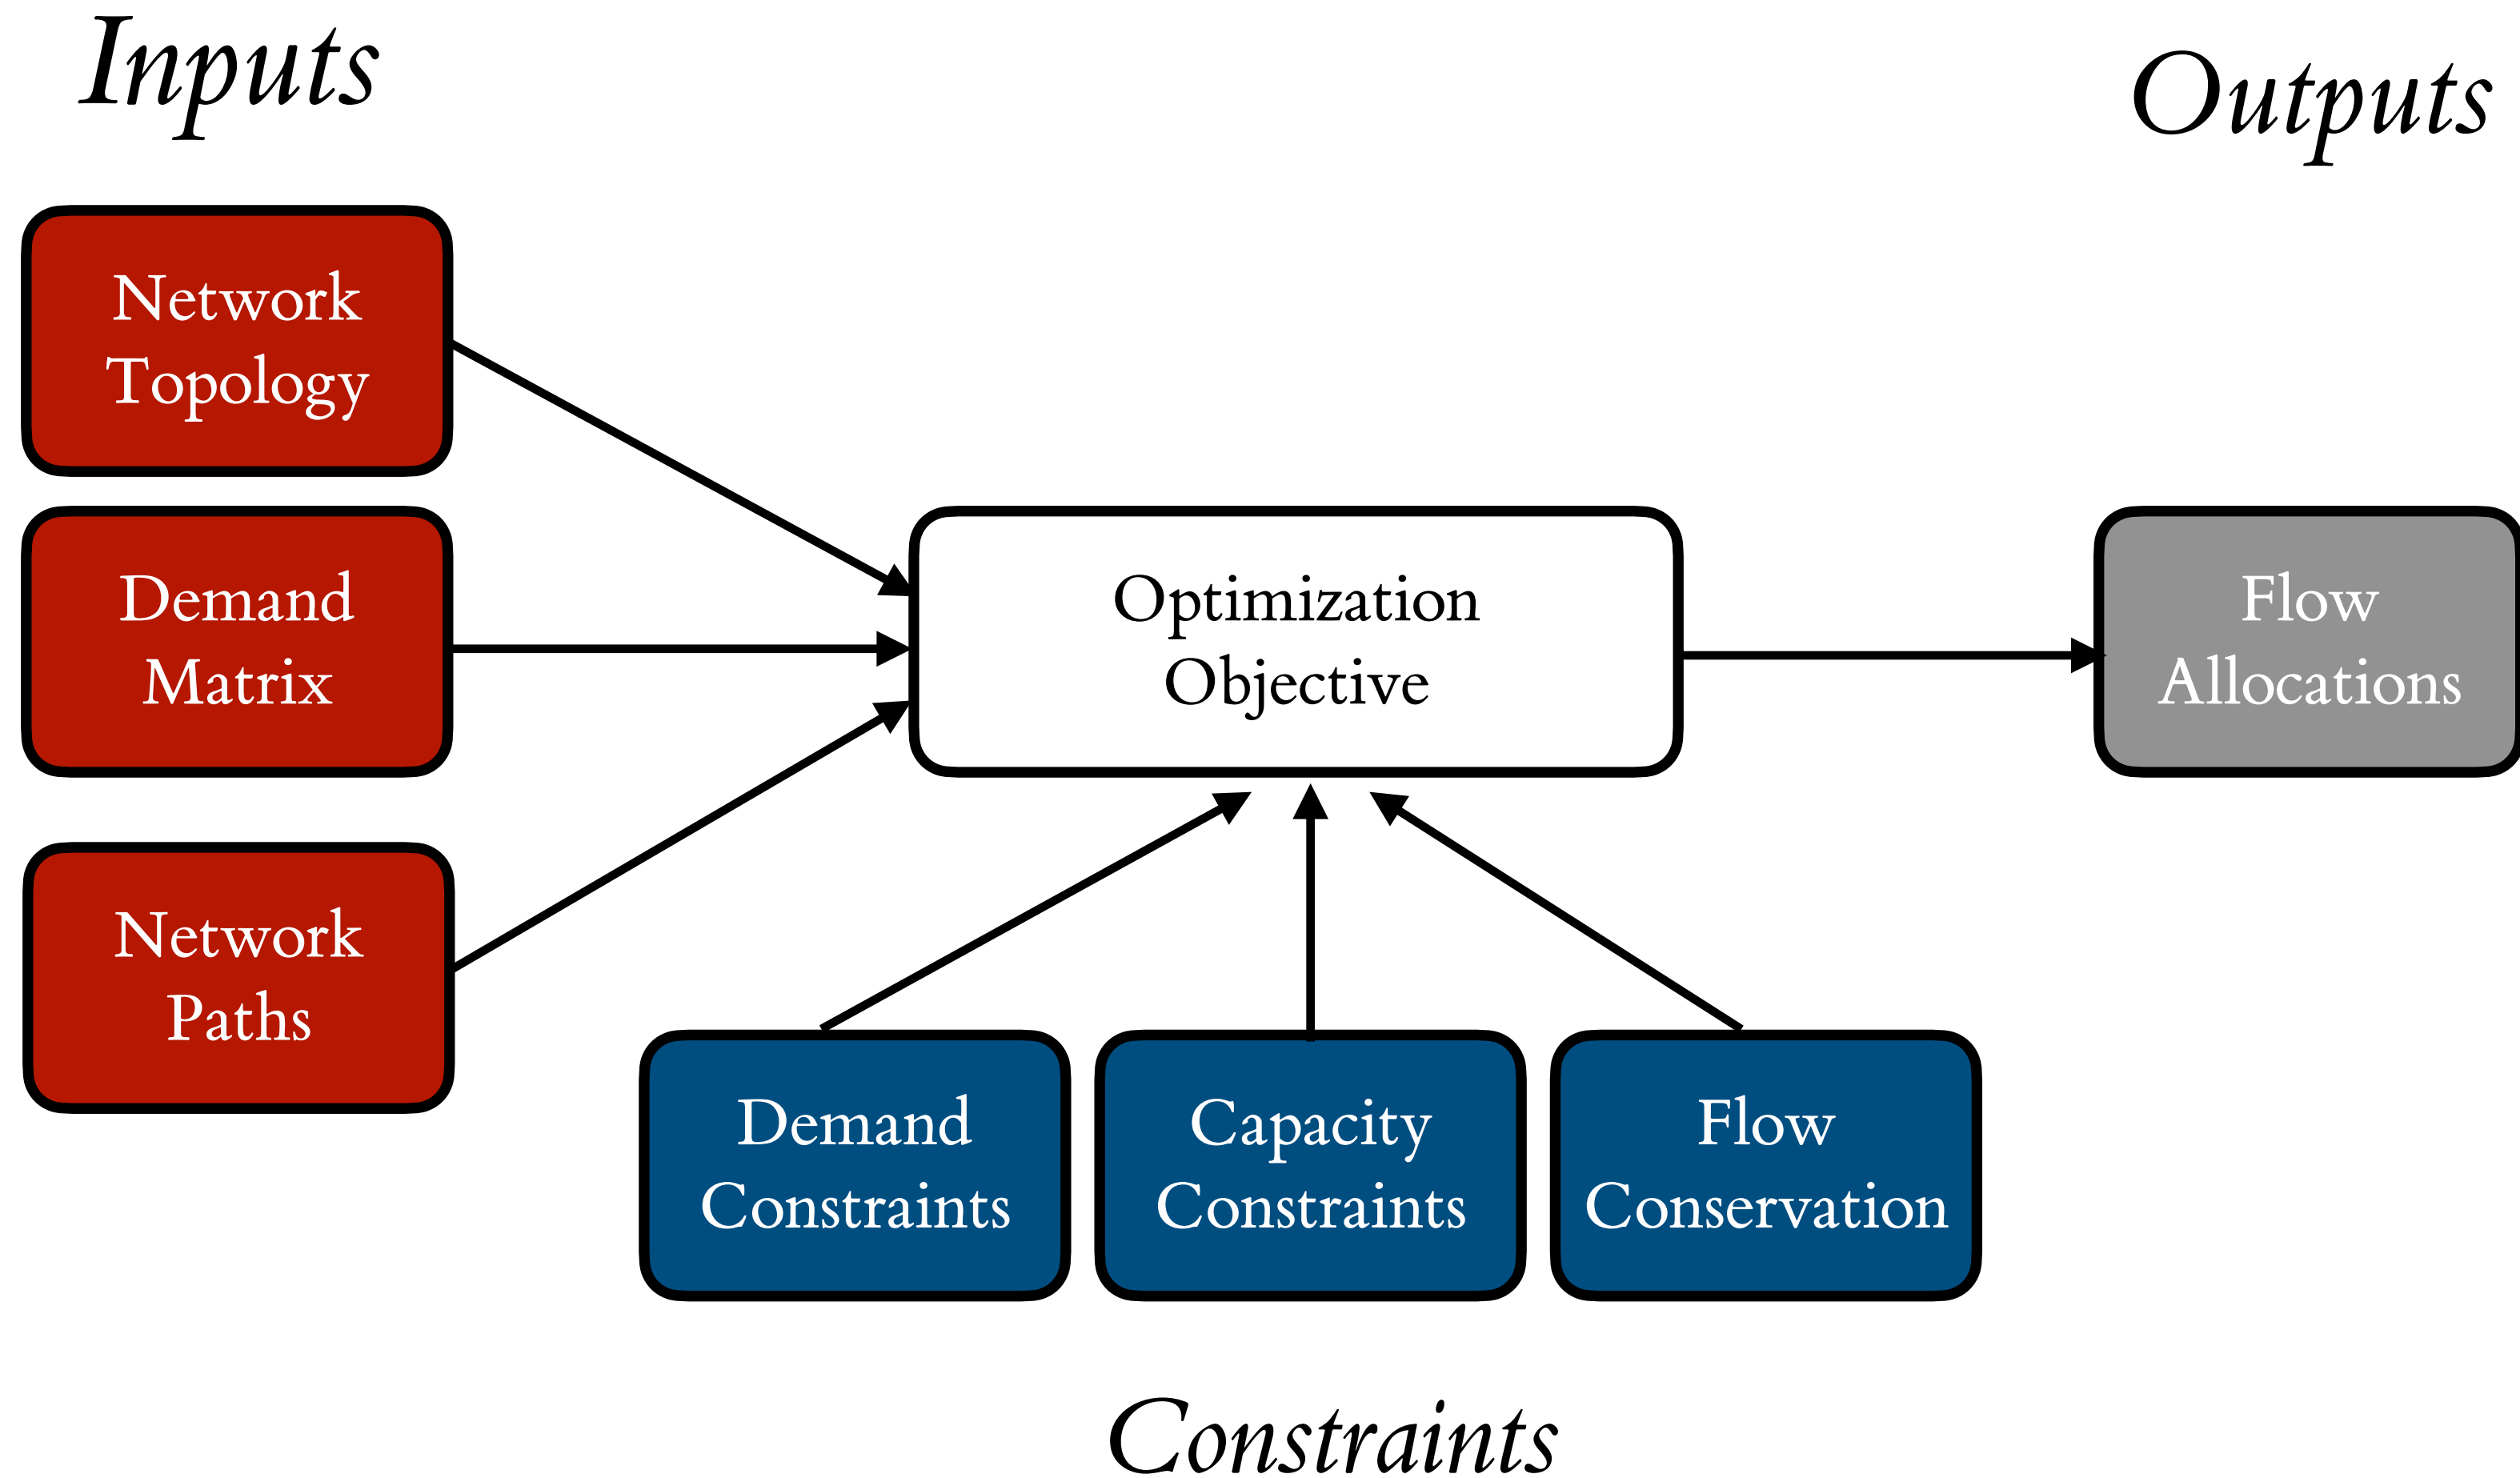 Inputs
Outputs
Network
Topology
Demand
Matrix
Optimization
Objective
Flow
Allocations
Network
Paths
Demand
Constraints
Capacity
Constraints
Flow
Conservation
Constraints